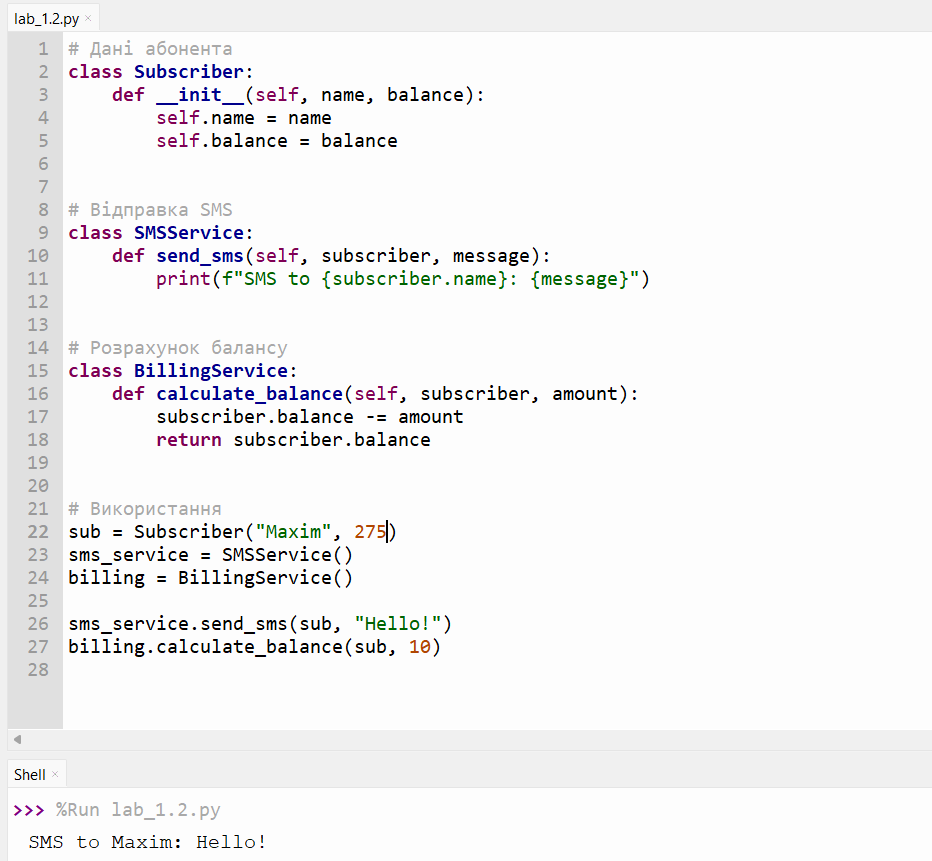 lab_1.2.py ×
1 # Дані абонента
2 class Subscriber:
3     def __init__(self, name, balance):
4         self.name = name
5         self.balance = balance
6
7
8 # Відправка SMS
9 class SMSService:
10     def send_sms(self, subscriber, message):
11         print(f"SMS to {subscriber.name}: {message}")
12
13
14 # Розрахунок балансу
15 class BillingService:
16     def calculate_balance(self, subscriber, amount):
17         subscriber.balance -= amount
18         return subscriber.balance
19
20
21 # Використання
22 sub = Subscriber("Maxim", 275)
23 sms_service = SMSService()
24 billing = BillingService()
25
26 sms_service.send_sms(sub, "Hello!")
27 billing.calculate_balance(sub, 10)
28
Shell ×
>>> %Run lab_1.2.py
SMS to Maxim: Hello!